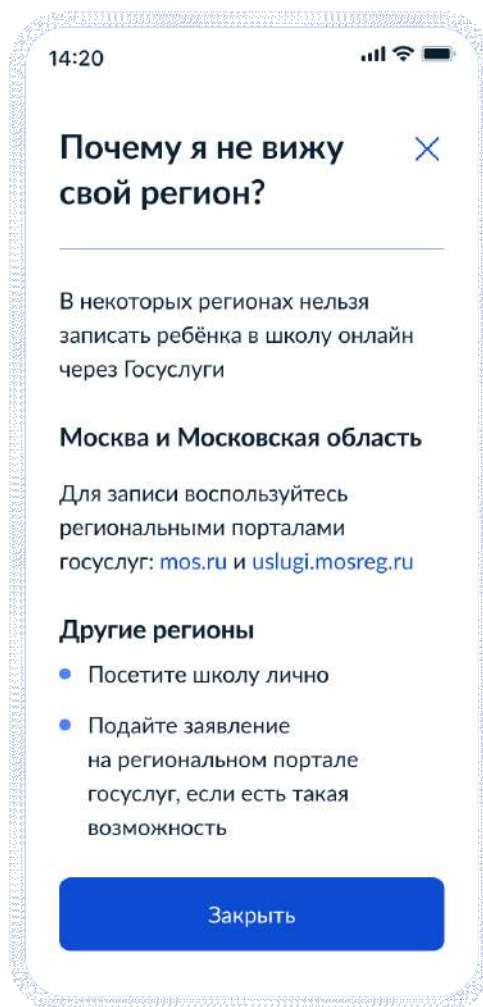 14:20
Почему я не вижу
свой регион?
В некоторых регионах нельзя
записать ребёнка в школу онлайн
через Госуслуги
Москва и Московская область
Для записи воспользуйтесь
региональными порталами
госуслуг: mos.ru и uslugi.mosreg.ru
Другие регионы
Посетите школу лично
Подайте заявление
на региональном портале
госуслуг, если есть такая
возможность
Закрыть